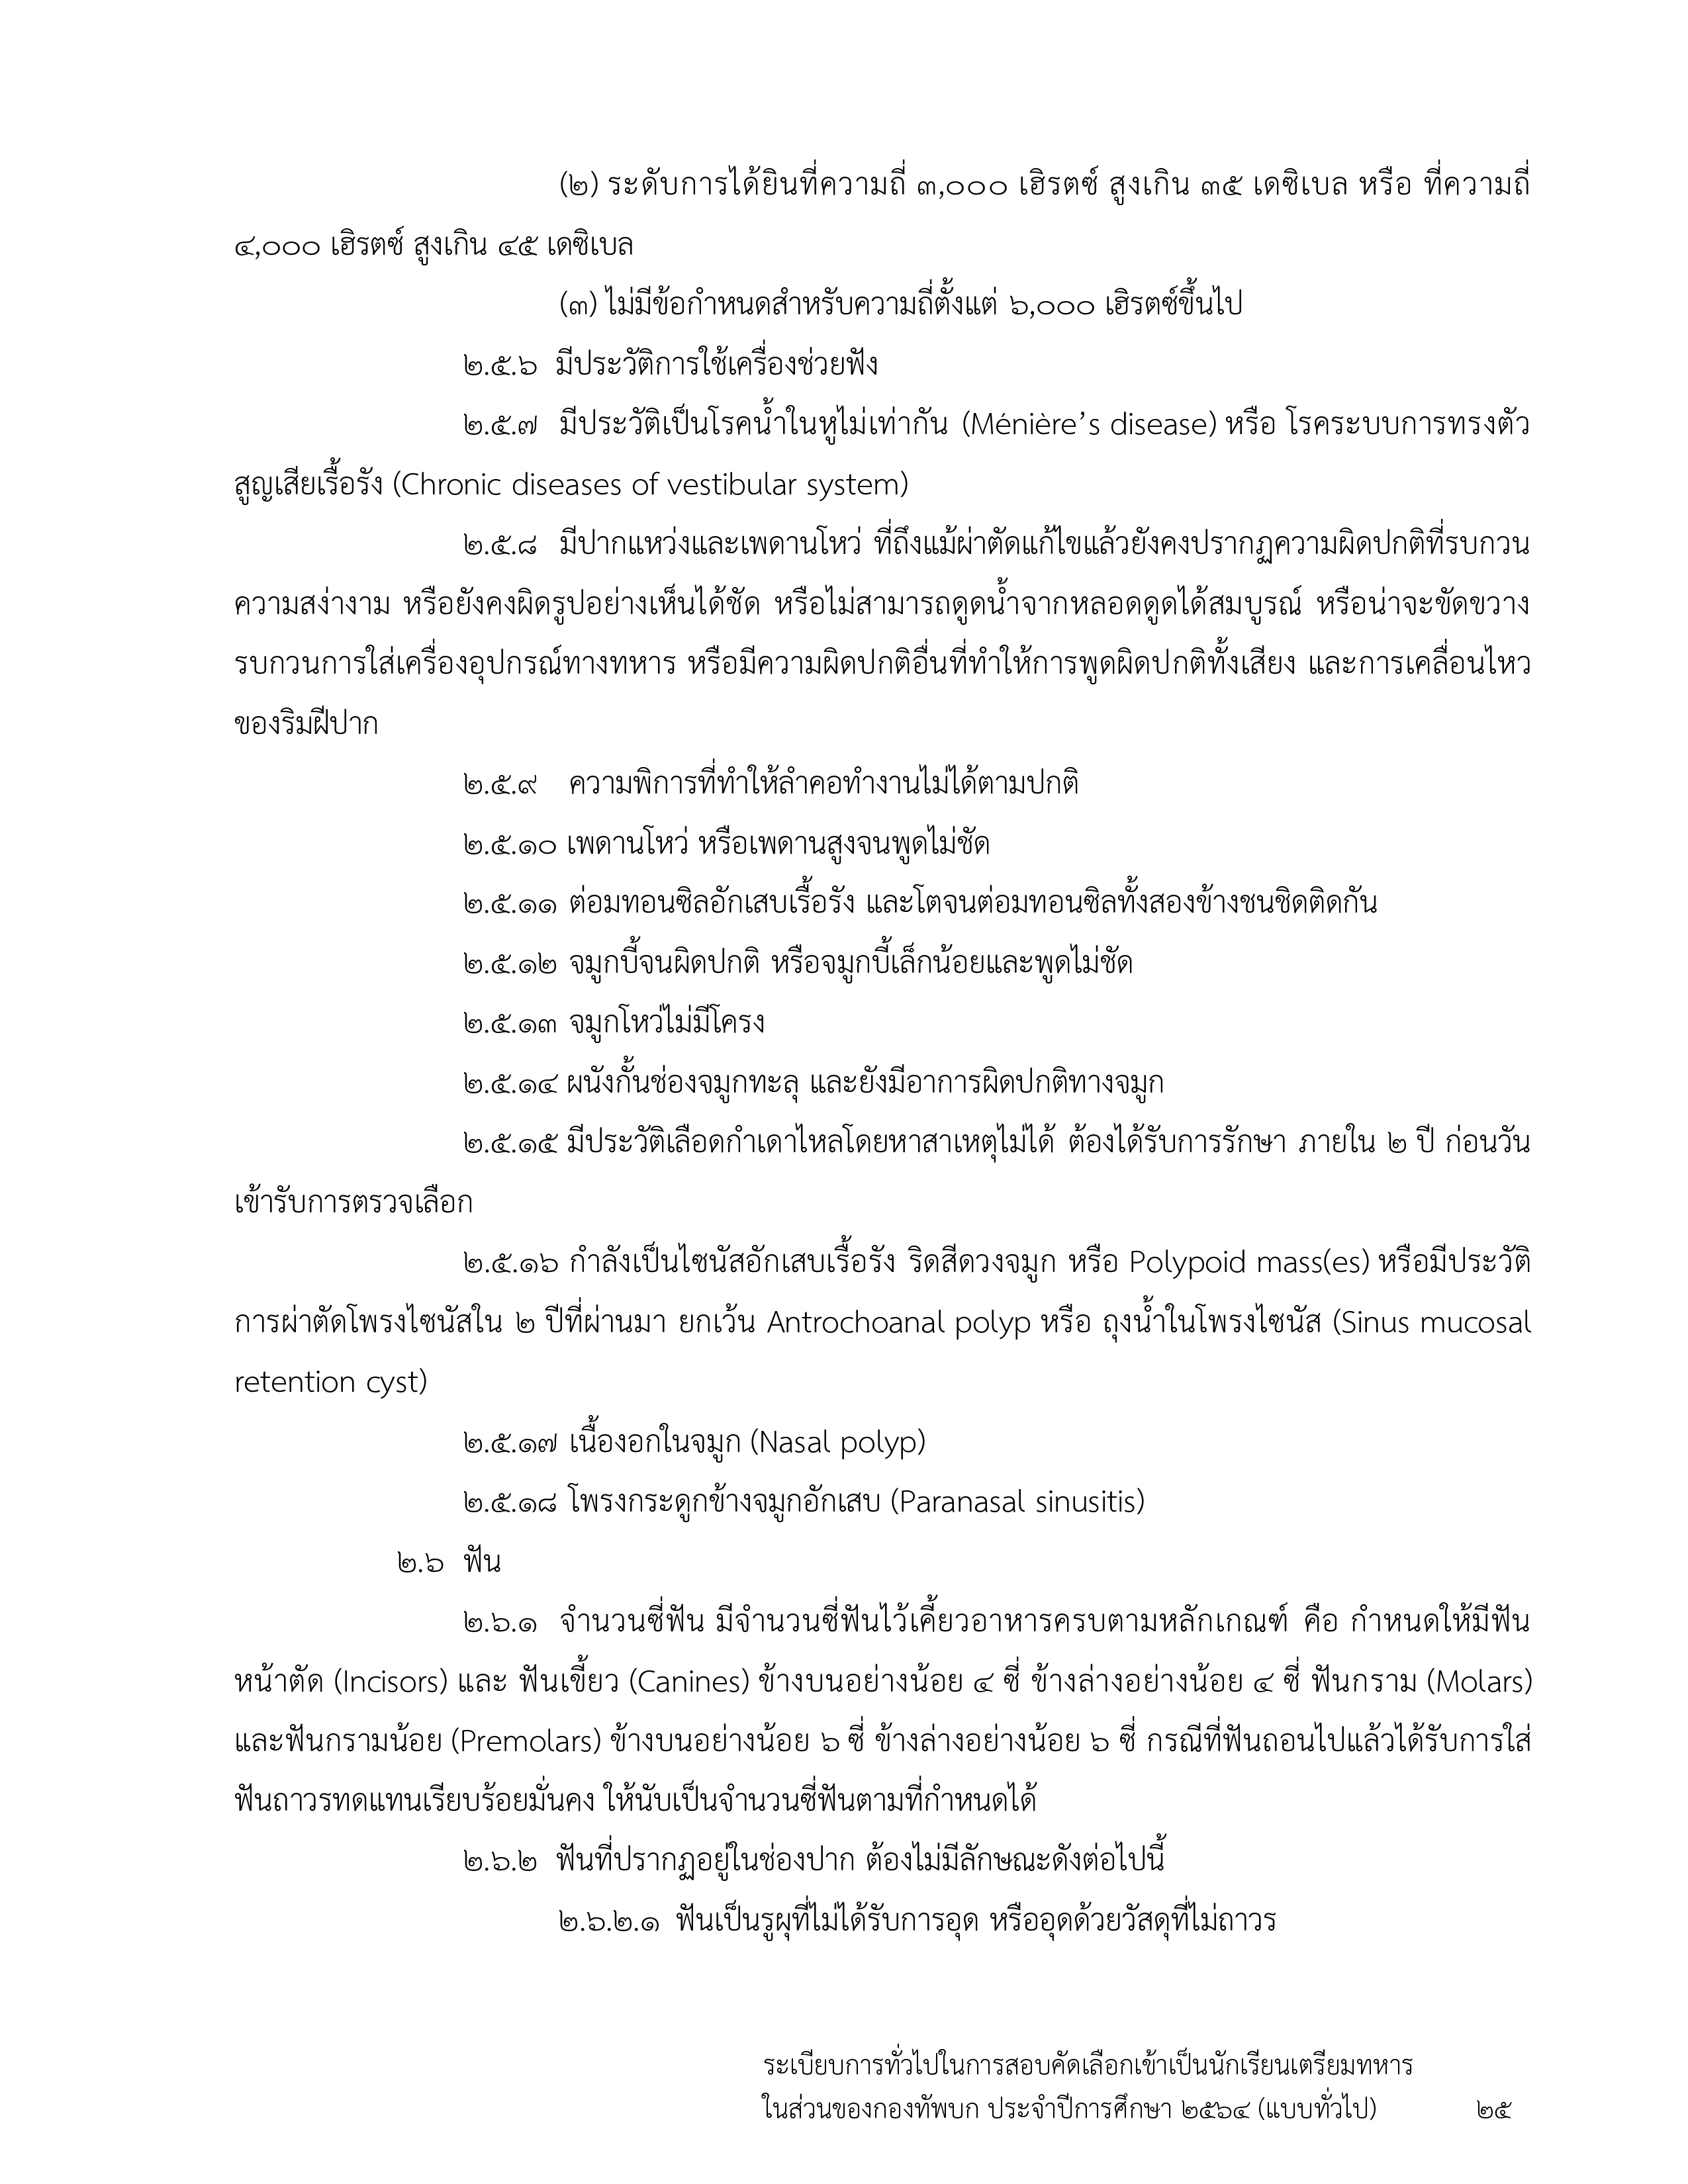 (๒) ระดับการได้ยินที่ความถี่ ๓,๐๐๐ เฮิรตซ์ สูงเกิน ๓๕ เดซิเบล หรือ ที่ความถี่
๔,๐๐๐ เฮิรตซ์ สูงเกิน ๔๕ เดซิเบล
(๓) ไม่มีข้อกำหนดสำหรับความถี่ตั้งแต่ ๖,๐๐๐ เฮิรตซ์ขึ้นไป
๒.๕.๖ มีประวัติการใช้เครื่องช่วยฟัง
๒.๕.๗ มีประวัติเป็นโรคน้ำในหูไม่เท่ากัน (Ménière's disease) หรือ โรคระบบการทรงตัว
สูญเสียเรื้อรัง (Chronic diseases of vestibular system)
๒.๕.๘ มีปากแหว่งและเพดานโหว่ ที่ถึงแม้ผ่าตัดแก้ไขแล้วยังคงปรากฏความผิดปกติที่รบกวน
ความสง่างาม หรือยังคงผิดรูปอย่างเห็นได้ชัด หรือไม่สามารถดูดน้ำจากหลอดดูดได้สมบูรณ์ หรือน่าจะขัดขวาง
รบกวนการใส่เครื่องอุปกรณ์ทางทหาร หรือมีความผิดปกติอื่นที่ทำให้การพูดผิดปกติทั้งเสียง และการเคลื่อนไหว
ของริมฝีปาก
๒.๕.๙ ความพิการที่ทำให้ลำคอทำงานไม่ได้ตามปกติ
๒.๕.๑๐ เพดานโหว่ หรือเพดานสูงจนพูดไม่ชัด
๒.๕.๑๑ ต่อมทอนซิลอักเสบเรื้อรัง และโตจนต่อมทอนซิลทั้งสองข้างชนชิดติดกัน
๒.๕.๑๒ จมูกบี้จนผิดปกติ หรือจมูกบี้เล็กน้อยและพูดไม่ชัด
๒.๕.๑๓ จมูกโหว่ไม่มีโครง
๒.๕.๑๔ ผนังกั้นช่องจมูกทะลุ และยังมีอาการผิดปกติทางจมูก
๒.๕.๑๕ มีประวัติเลือดกำเดาไหลโดยหาสาเหตุไม่ได้ ต้องได้รับการรักษา ภายใน ๒ ปี ก่อนวัน
เข้ารับการตรวจเลือก
๒.๕.๑๖ กำลังเป็นไซนัสอักเสบเรื้อรัง ริดสีดวงจมูก หรือ Polypoid mass(es) หรือมีประวัติ
การผ่าตัดโพรงไซนัสใน ๒ ปีที่ผ่านมา ยกเว้น Antrochoanal polyp หรือ ถุงน้ำในโพรงไซนัส (Sinus mucosal
retention cyst)
๒.๕.๑๗ เนื้องอกในจมูก (Nasal polyp)
๒.๕.๑๘ โพรงกระดูกข้างจมูกอักเสบ (Paranasal sinusitis)
๒.๖ ฟัน
๒.๖.๑ จำนวนซี่ฟัน มีจำนวนซี่ฟันไว้เคี้ยวอาหารครบตามหลักเกณฑ์ คือ กำหนดให้มีฟัน
หน้าตัด (Incisors) และ ฟันเขี้ยว (Canines) ข้างบนอย่างน้อย ๔ ซี่ ข้างล่างอย่างน้อย ๔ ซี่ ฟันกราม (Molars)
และฟันกรามน้อย (Premolars) ข้างบนอย่างน้อย ๖ ซี่ ข้างล่างอย่างน้อย ๖ ซี่ กรณีที่ฟันถอนไปแล้วได้รับการใส่
ฟันถาวรทดแทนเรียบร้อยมั่นคง ให้นับเป็นจำนวนซี่ฟันตามที่กำหนดได้
๒.๖.๒ ฟันที่ปรากฏอยู่ในช่องปาก ต้องไม่มีลักษณะดังต่อไปนี้
๒.๖.๒.๑ ฟันเป็นรูผุที่ไม่ได้รับการอุด หรืออุดด้วยวัสดุที่ไม่ถาวร
ระเบียบการทั่วไปในการสอบคัดเลือกเข้าเป็นนักเรียนเตรียมทหาร
ในส่วนของกองทัพบก ประจำปีการศึกษา ๒๕๖๔ (แบบทั่วไป) ๒๕